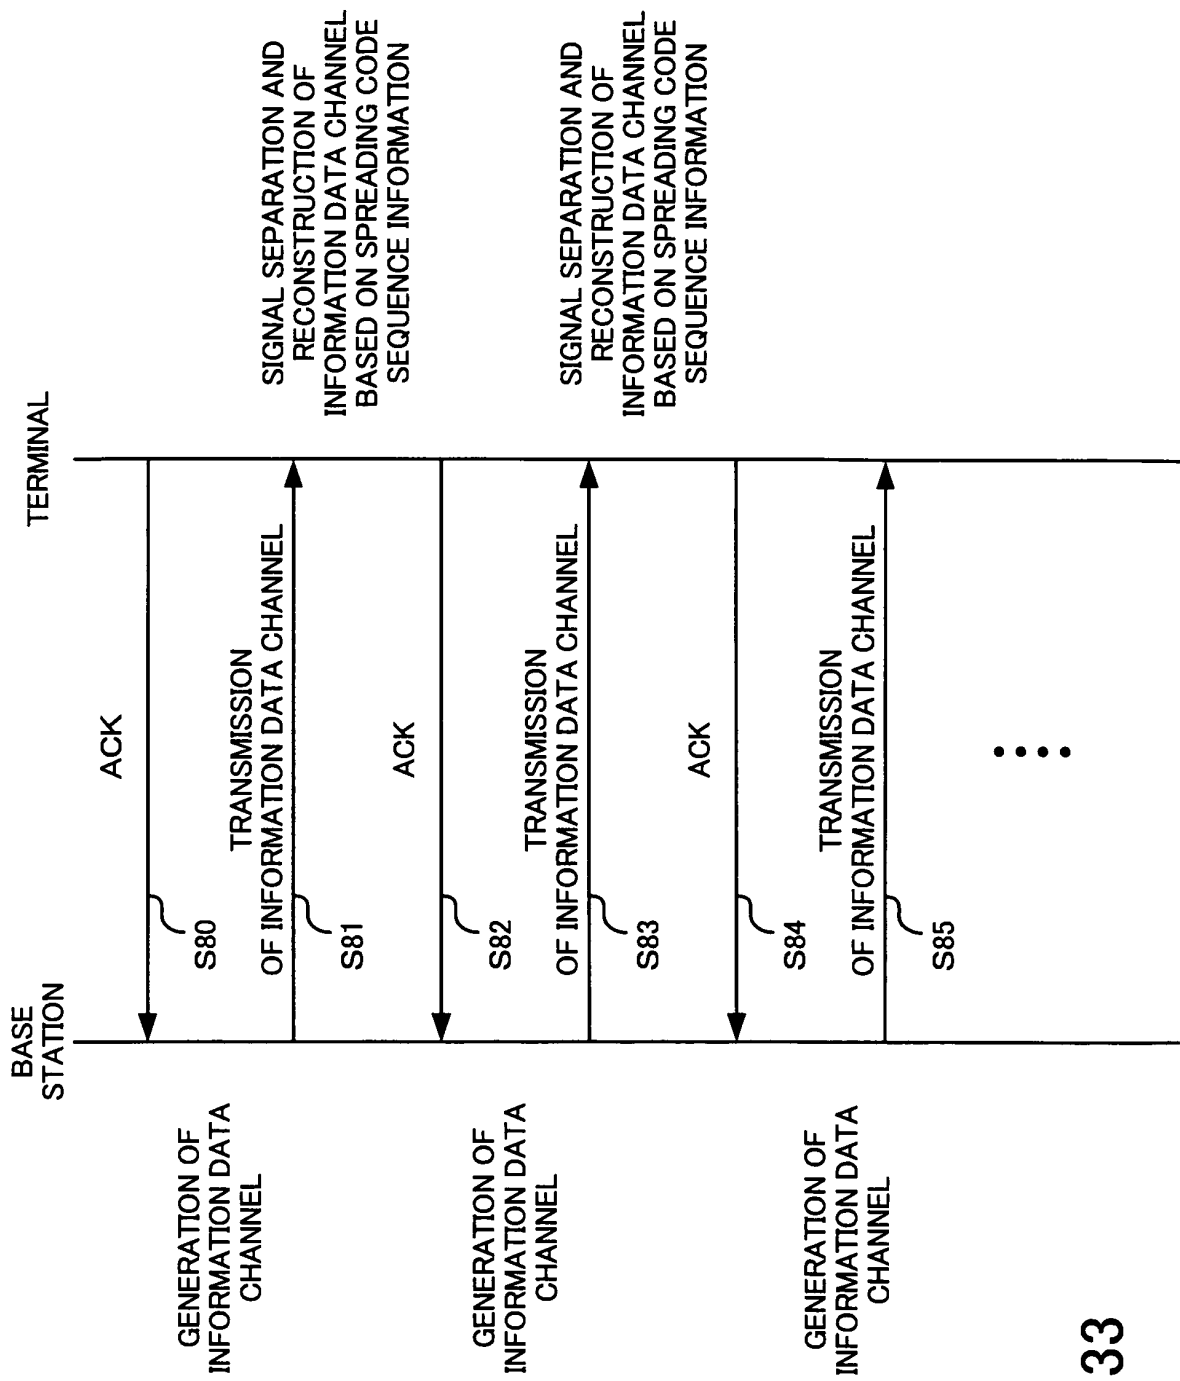 BASE
STATION
TERMINAL
ACK
S80
GENERATION OF
INFORMATION DATA
CHANNEL
TRANSMISSION
OF INFORMATION DATA CHANNEL
S81
SIGNAL SEPARATION AND
RECONSTRUCTION OF
INFORMATION DATA CHANNEL
BASED ON SPREADING CODE
SEQUENCE INFORMATION
ACK
S82
GENERATION OF
INFORMATION DATA
CHANNEL
TRANSMISSION
OF INFORMATION DATA CHANNEL
S83
SIGNAL SEPARATION AND
RECONSTRUCTION OF
INFORMATION DATA CHANNEL
BASED ON SPREADING CODE
SEQUENCE INFORMATION
ACK
S84
GENERATION OF
INFORMATION DATA
CHANNEL
TRANSMISSION
OF INFORMATION DATA CHANNEL
S85
33